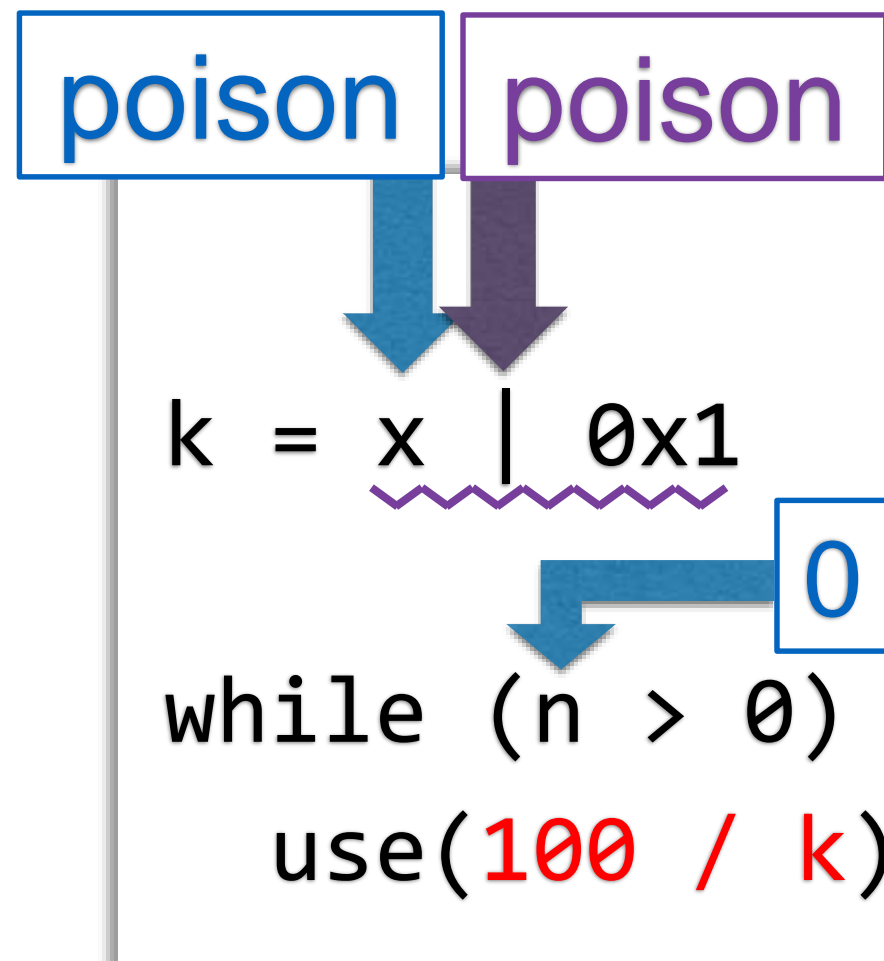 poison poison
k = x | 0x1
0
while (n > 0)
use(100 / k)